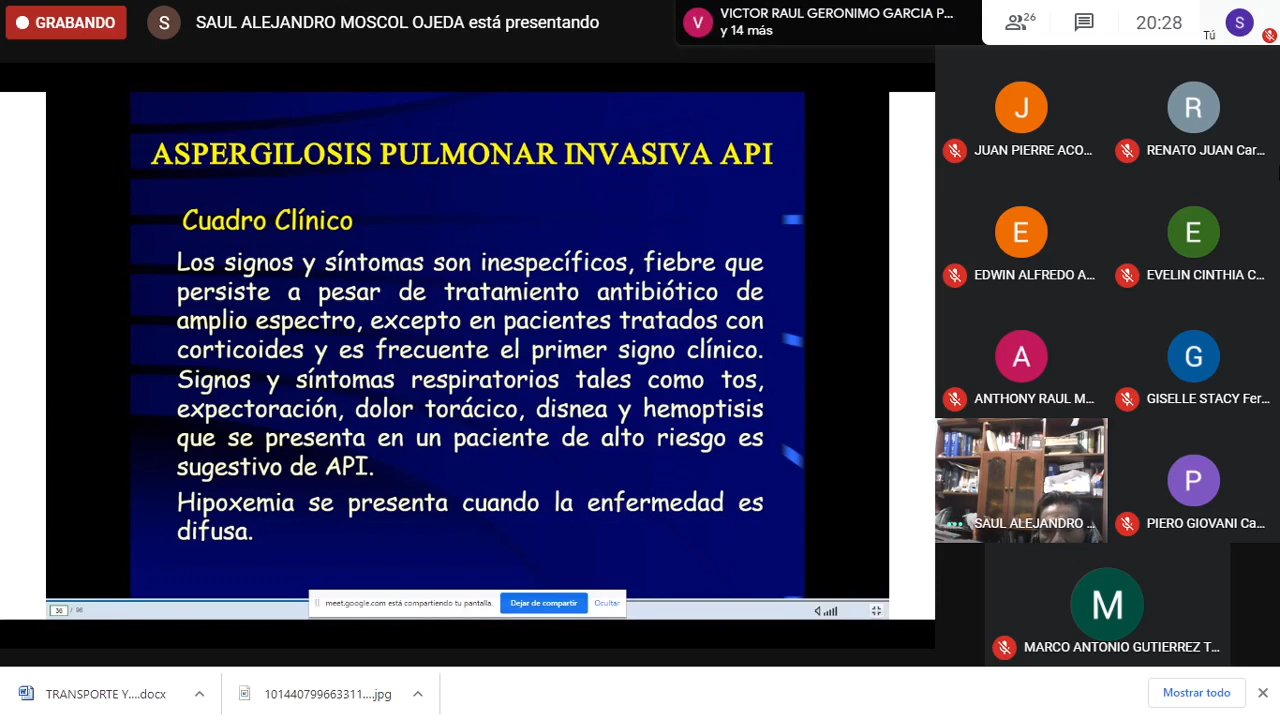 GRABANDO
S
SAUL ALEJANDRO MOSCOL OJEDA está presentando
V
VICTOR RAUL GERONIMO GARCIA P...
y 14 más
26
20:28
Tú
S
ASPERGILOSIS PULMONAR INVASIVA API
Cuadro Clínico
Los signos y síntomas son inespecíficos, fiebre que
persiste a pesar de tratamiento antibiótico de
amplio espectro, excepto en pacientes tratados con
corticoides y es frecuente el primer signo clínico.
Signos y síntomas respiratorios tales como tos,
expectoración, dolor torácico, disnea y hemoptisis
que se presenta en un paciente de alto riesgo es
sugestivo de API.
Hipoxemia se presenta cuando la enfermedad es
difusa.
meet.google.com está compartiendo tu pantalla.
Dejar de compartir
Ocultar
36 / 98
J
JUAN PIERRE ACO...
R
RENATO JUAN Car...
E
EDWIN ALFREDO A...
E
EVELIN CINTHIA C...
A
ANTHONY RAUL M...
G
GISELLE STACY Fer...
SAUL ALEJANDRO ...
P
PIERO GIOVANI Ca...
M
MARCO ANTONIO GUTIERREZ T...
TRANSPORTE Y....docx
101440799663311....jpg
Mostrar todo